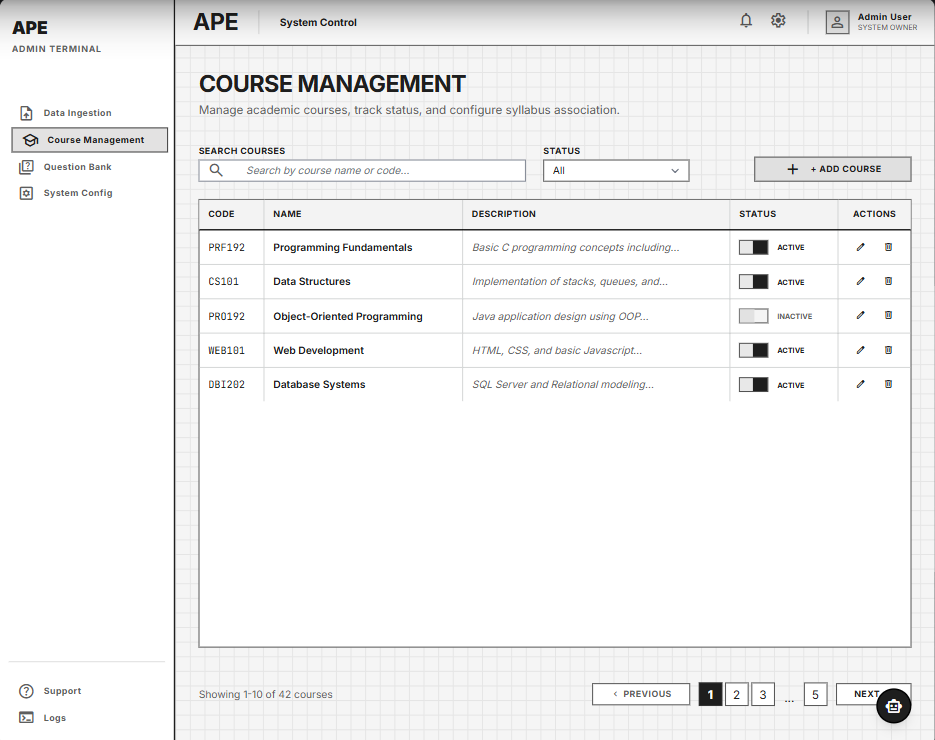 APE
ADMIN TERMINAL
Data Ingestion
Course Management
Question Bank
System Config
Support
Logs
APE
System Control
Admin User
SYSTEM OWNER
COURSE MANAGEMENT
Manage academic courses, track status, and configure syllabus association.
SEARCH COURSES
Search by course name or code...
STATUS
All
+ ADD COURSE
CODE NAME DESCRIPTION STATUS ACTIONS
PRF192 Programming Fundamentals Basic C programming concepts including... ACTIVE
CS101 Data Structures Implementation of stacks, queues, and... ACTIVE
PRO192 Object-Oriented Programming Java application design using OOP... INACTIVE
WEB101 Web Development HTML, CSS, and basic Javascript... ACTIVE
DBI202 Database Systems SQL Server and Relational modeling... ACTIVE
Showing 1-10 of 42 courses
‹ PREVIOUS 1 2 3 ... 5 NEXT